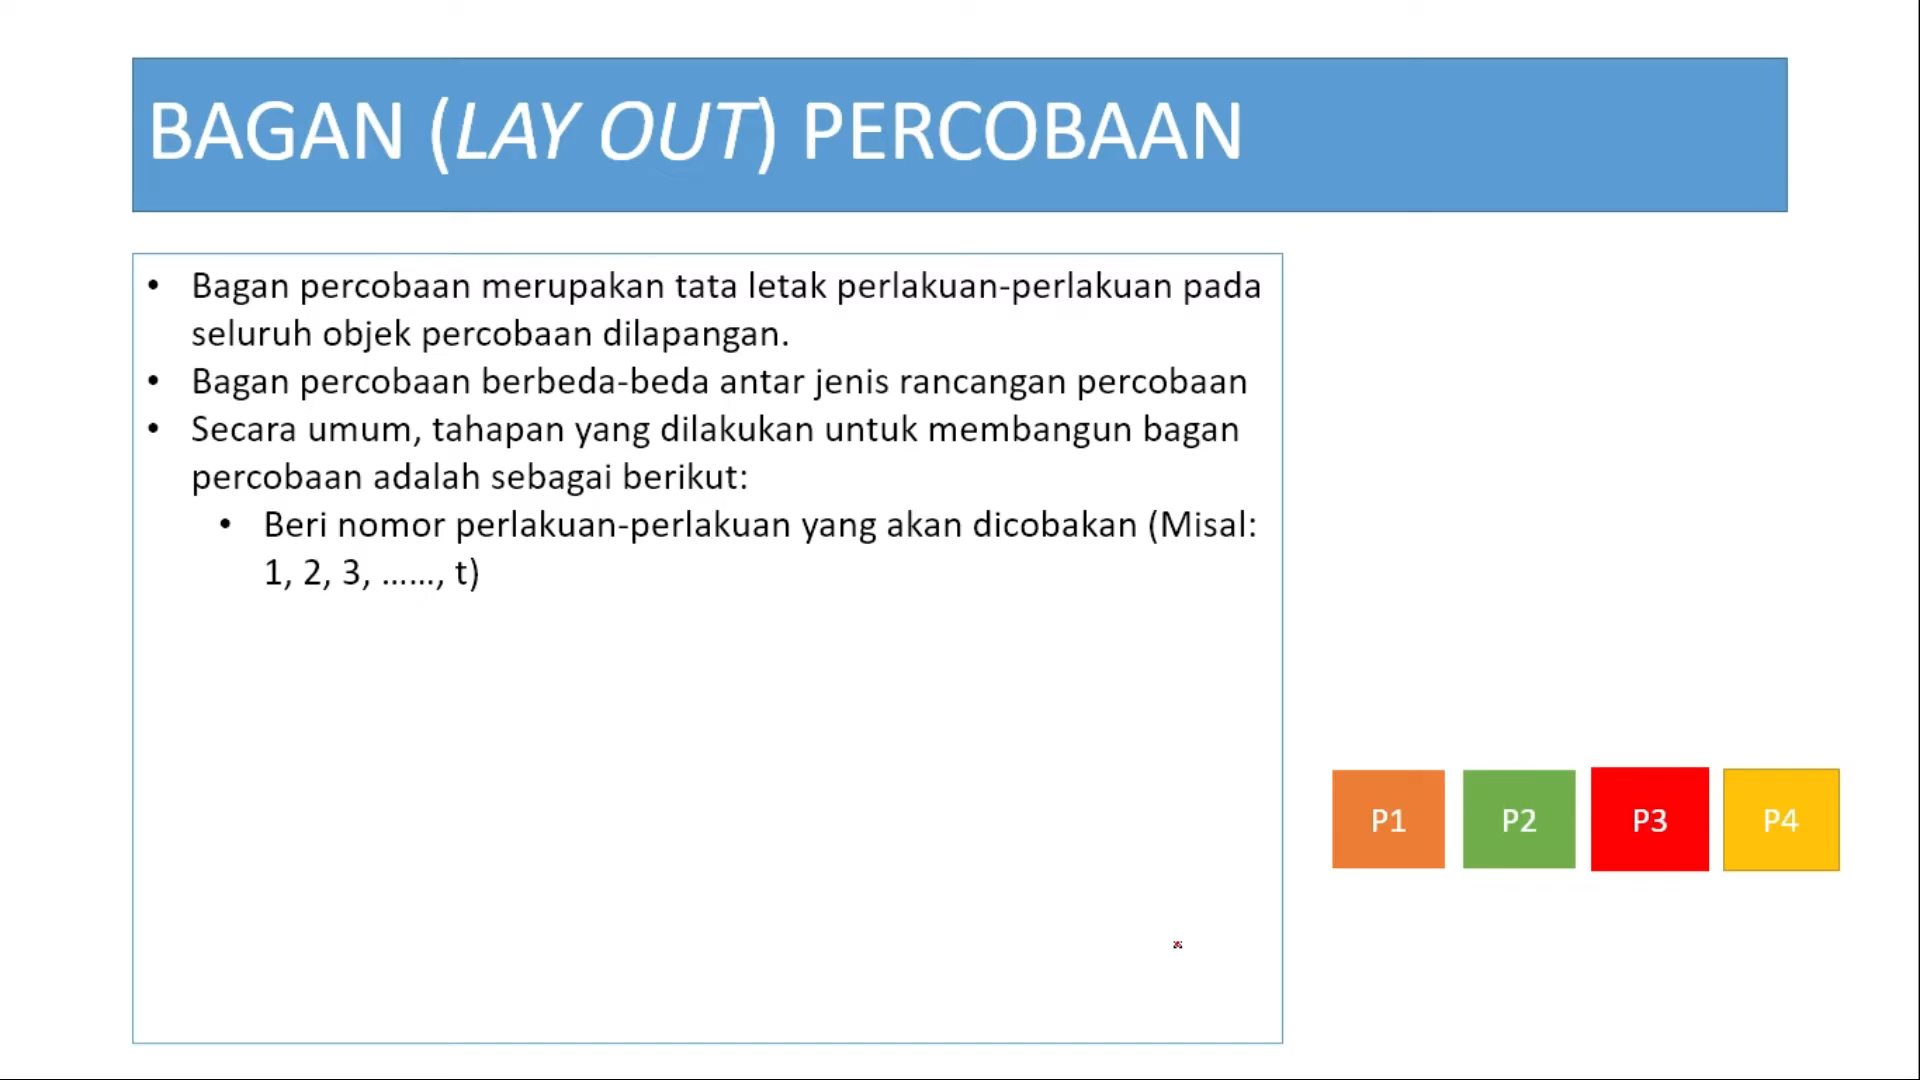 BAGAN (LAY OUT) PERCOBAAN
• Bagan percobaan merupakan tata letak perlakuan-perlakuan pada
seluruh objek percobaan dilapangan.
• Bagan percobaan berbeda-beda antar jenis rancangan percobaan
• Secara umum, tahapan yang dilakukan untuk membangun bagan
percobaan adalah sebagai berikut:
• Beri nomor perlakuan-perlakuan yang akan dicobakan (Misal:
1, 2, 3, ……, t)
P1 P2 P3 P4